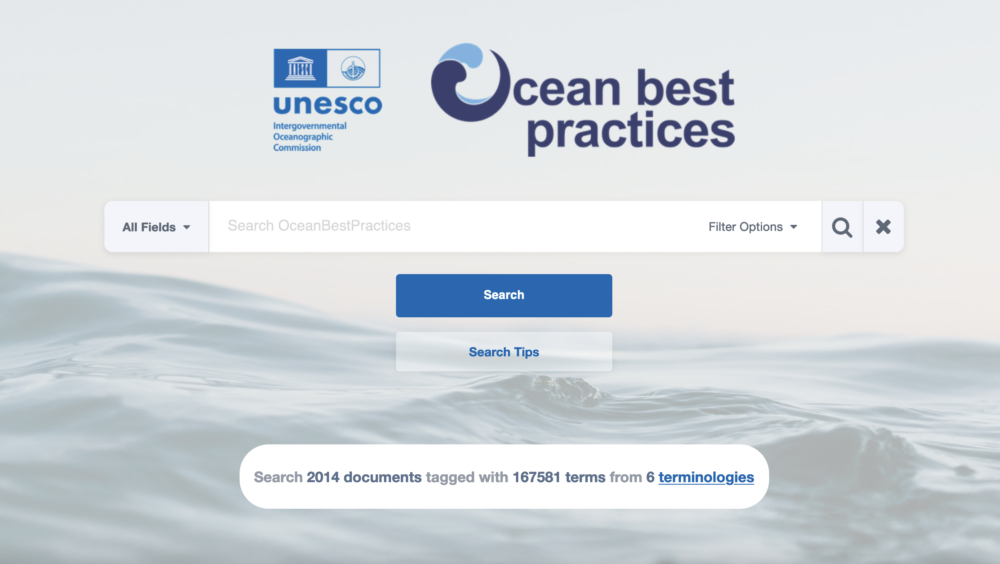 UNESCO
unesco
Intergovernmental
Oceanographic
Commission
Ocean best
practices
All Fields
Search OceanBestPractices
Filter Options
Search
Search Tips
Search 2014 documents tagged with 167581 terms from 6 terminologies